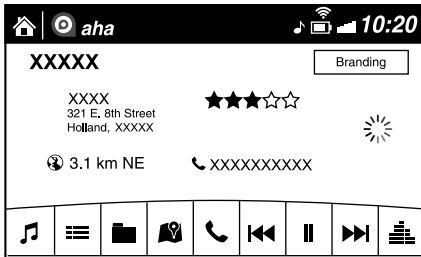 aha 10:20
XXXXX Branding
XXXX
321 E. 8th Street
Holland, XXXXX
3.1 km NE XXXXXXXXXX